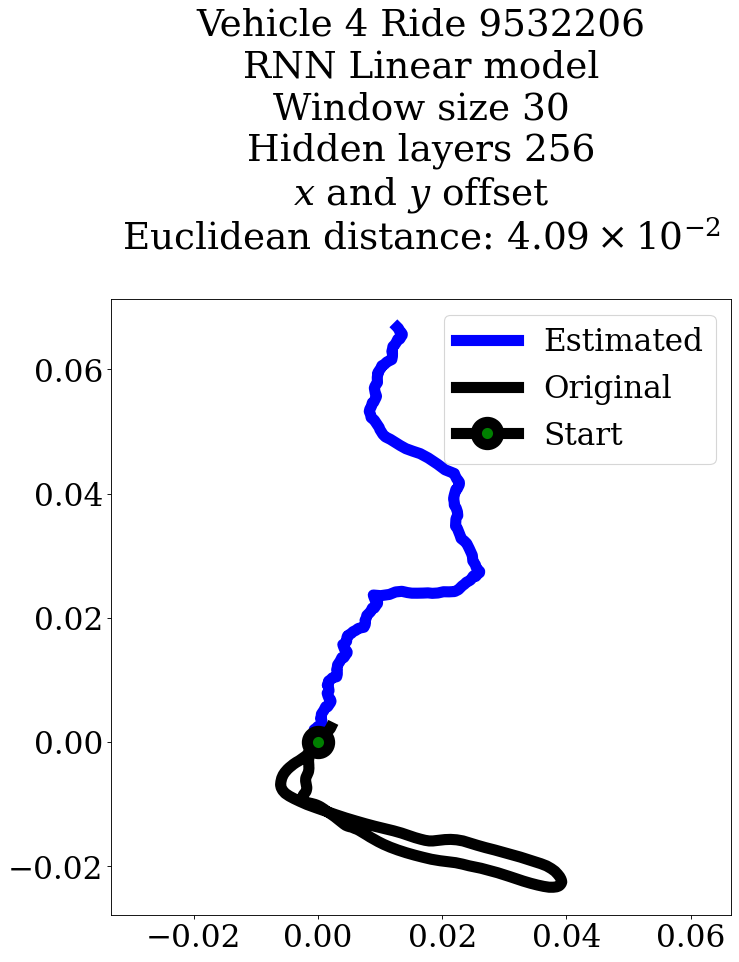 Vehicle 4 Ride 9532206
RNN Linear model
Window size 30
Hidden layers 256
x and y offset
Euclidean distance: 4.09 × 10⁻²
Estimated
Original
Start
0.06
0.04
0.02
0.00
−0.02
−0.02 0.00 0.02 0.04 0.06